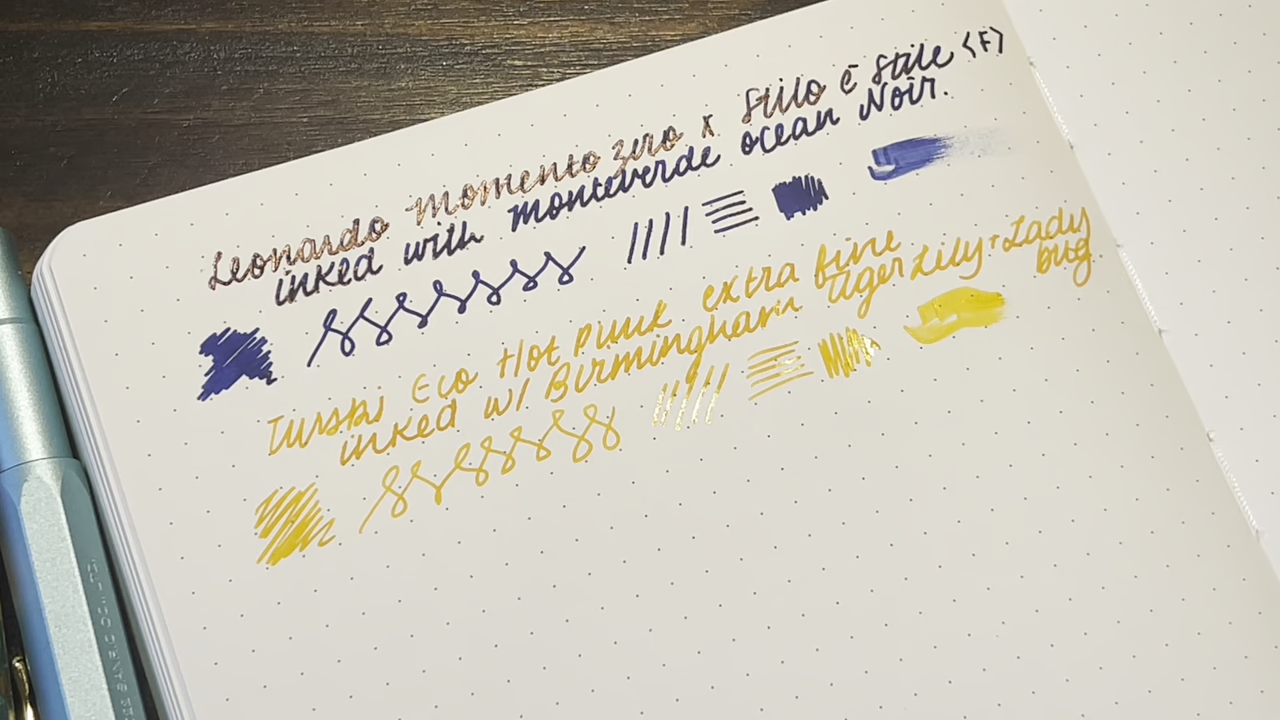 Leonardo Momento zero x Stilo é Stile <F>
inked with monteverde ocean Noir.
Twsbi Eco Hot pink extra fine
inked w/ Birmingham Tiger Lily + Lady
bug